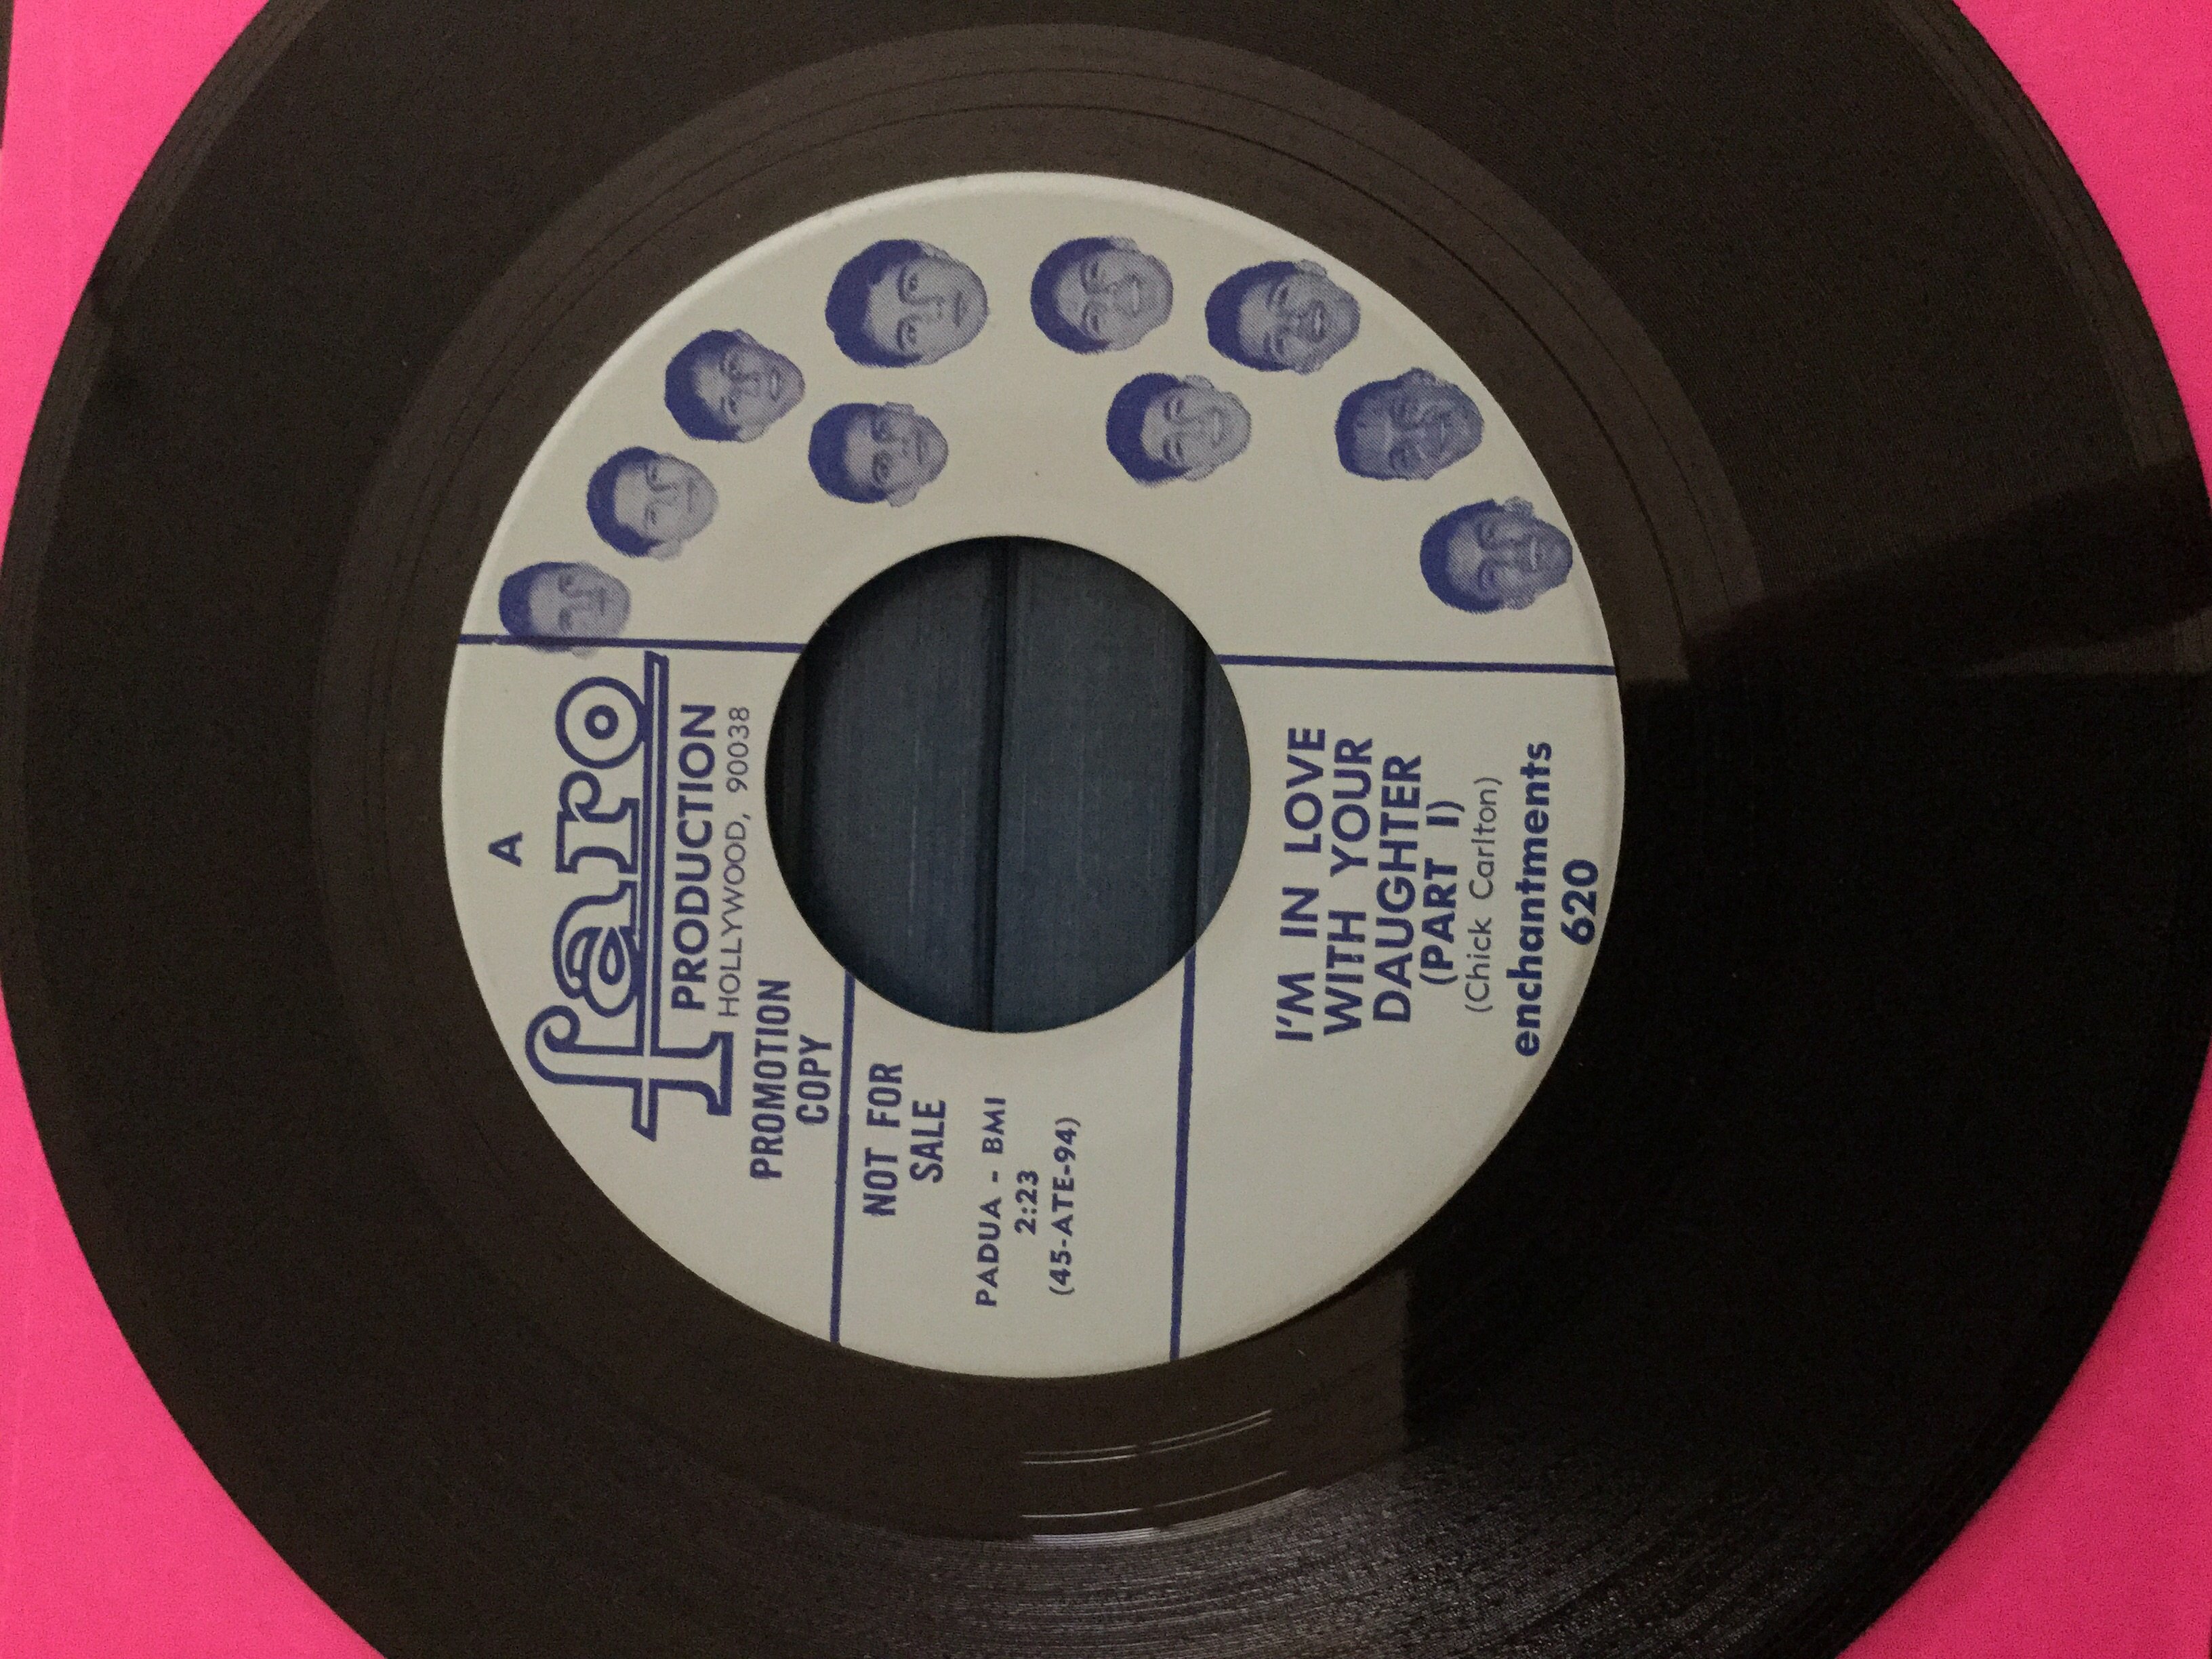 A
faro
PRODUCTION
HOLLYWOOD, 90038
PROMOTION
COPY
NOT FOR
SALE
PADUA - BMI
2:23
(45-ATE-94)
I'M IN LOVE
WITH YOUR
DAUGHTER
(PART I)
(Chick Carlton)
enchantments
620